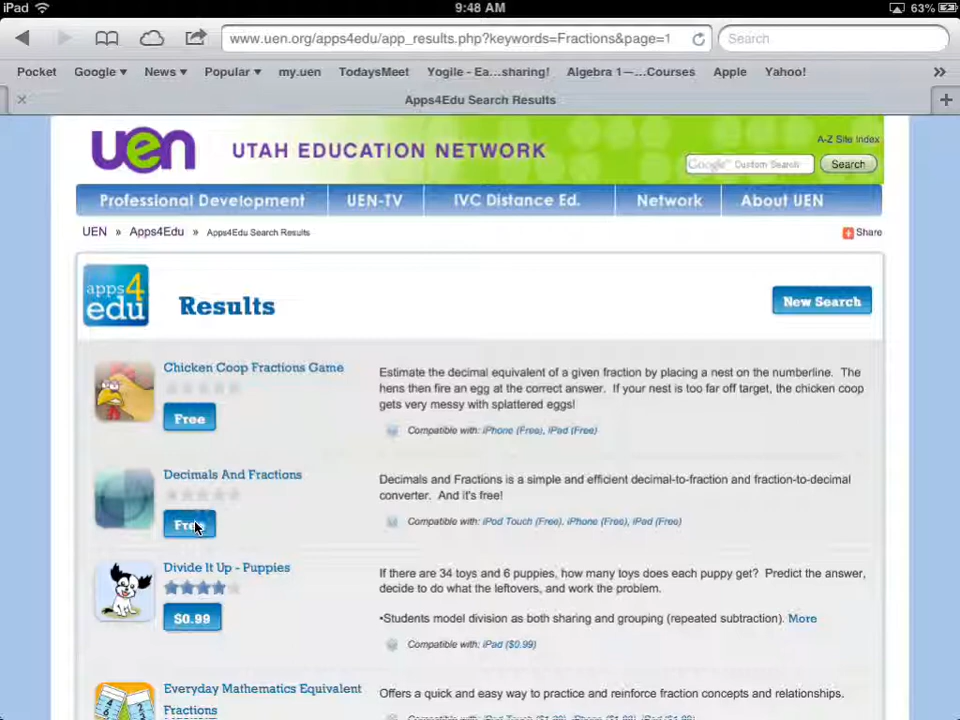 iPad 9:48 AM 63%
www.uen.org/apps4edu/app_results.php?keywords=Fractions&page=1 Search
Pocket Google ▾ News ▾ Popular ▾ my.uen TodaysMeet Yogile - Ea...sharing! Algebra 1—...Courses Apple Yahoo! »
Apps4Edu Search Results
uen UTAH EDUCATION NETWORK
A-Z Site Index
Google™ Custom Search Search
Professional Development UEN-TV IVC Distance Ed. Network About UEN
UEN » Apps4Edu » Apps4Edu Search Results Share
apps4edu
Results
New Search
Chicken Coop Fractions Game
Free
Estimate the decimal equivalent of a given fraction by placing a nest on the numberline. The
hens then fire an egg at the correct answer. If your nest is too far off target, the chicken coop
gets very messy with splattered eggs!
Compatible with: iPhone (Free), iPad (Free)
Decimals And Fractions
Free
Decimals and Fractions is a simple and efficient decimal-to-fraction and fraction-to-decimal
converter. And it's free!
Compatible with: iPod Touch (Free), iPhone (Free), iPad (Free)
Divide It Up - Puppies
$0.99
If there are 34 toys and 6 puppies, how many toys does each puppy get? Predict the answer,
decide to do what the leftovers, and work the problem.
•Students model division as both sharing and grouping (repeated subtraction). More
Compatible with: iPad ($0.99)
Everyday Mathematics Equivalent
Fractions
Offers a quick and easy way to practice and reinforce fraction concepts and relationships.